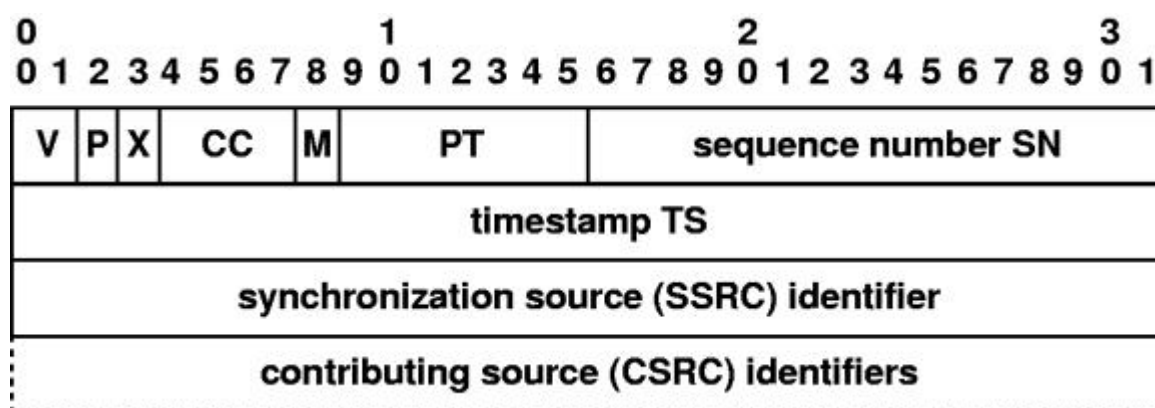 0 1 2 3
0 1 2 3 4 5 6 7 8 9 0 1 2 3 4 5 6 7 8 9 0 1 2 3 4 5 6 7 8 9 0 1
V P X CC M PT sequence number SN
timestamp TS
synchronization source (SSRC) identifier
contributing source (CSRC) identifiers